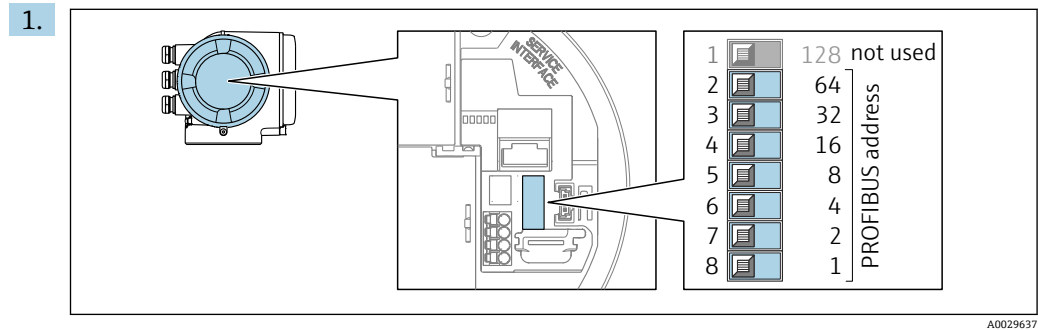 1.
SERVICE
INTERFACE
1 128 not used
2 64
3 32
4 16
5 8
6 4
7 2
8 1
PROFIBUS address
A0029637